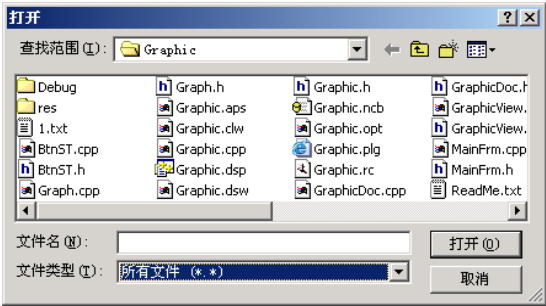 打开
查找范围(I): Graphic
Debug Graph.h Graphic.h GraphicDoc.h
res Graphic.aps Graphic.ncb GraphicView.
1.txt Graphic.clw Graphic.opt GraphicView.
BtnST.cpp Graphic.cpp Graphic.plg MainFrm.cpp
BtnST.h Graphic.dsp Graphic.rc MainFrm.h
Graph.cpp Graphic.dsw GraphicDoc.cpp ReadMe.txt
文件名(N): 打开(O)
文件类型(T): 所有文件 (*.*) 取消